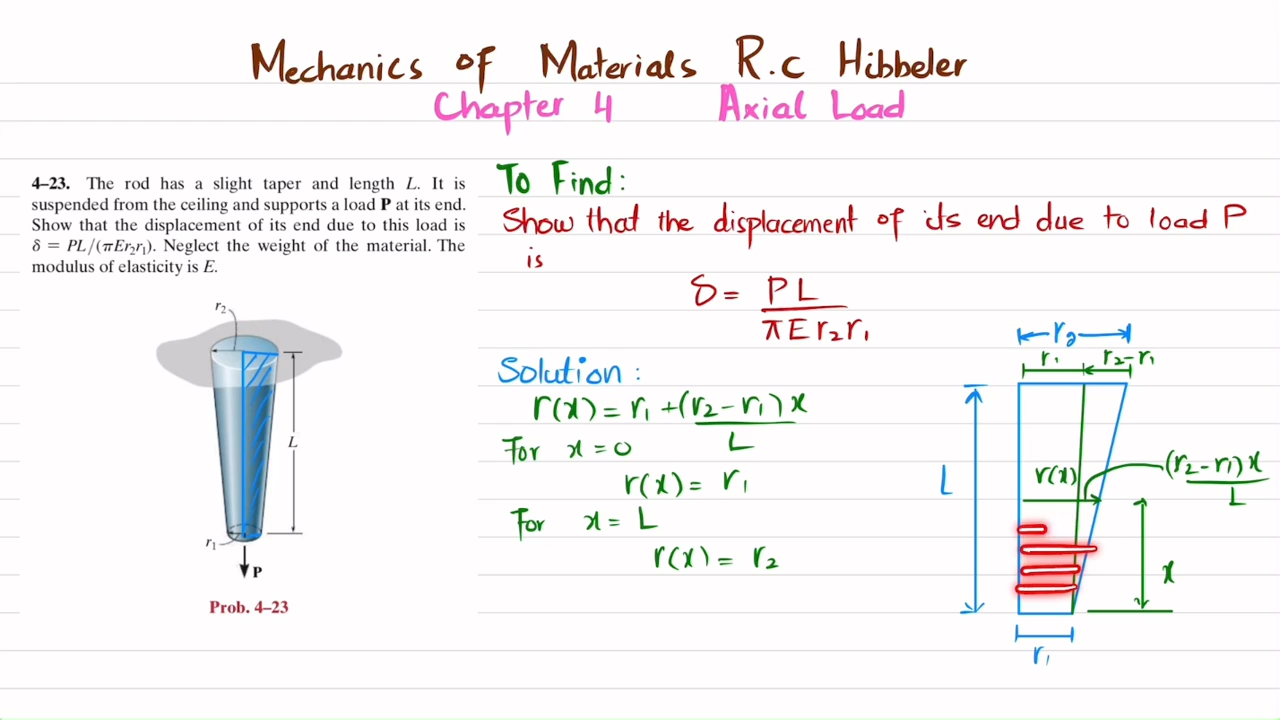 Mechanics of Materials R.c Hibbeler
Chapter 4 Axial Load
4–23. The rod has a slight taper and length L. It is
suspended from the ceiling and supports a load P at its end.
Show that the displacement of its end due to this load is
δ = PL/(πEr₂r₁). Neglect the weight of the material. The
modulus of elasticity is E.
r₂
L
r₁
P
Prob. 4–23
To Find:
Show that the displacement of its end due to load P
is
δ = PL
πEr₂r₁
Solution:
r(x) = r₁ + (r₂ - r₁)x
L
For x = 0
r(x) = r₁
For x = L
r(x) = r₂
r₂
r₁ r₂-r₁
L
r(x)
(r₂-r₁)x
L
x
r₁